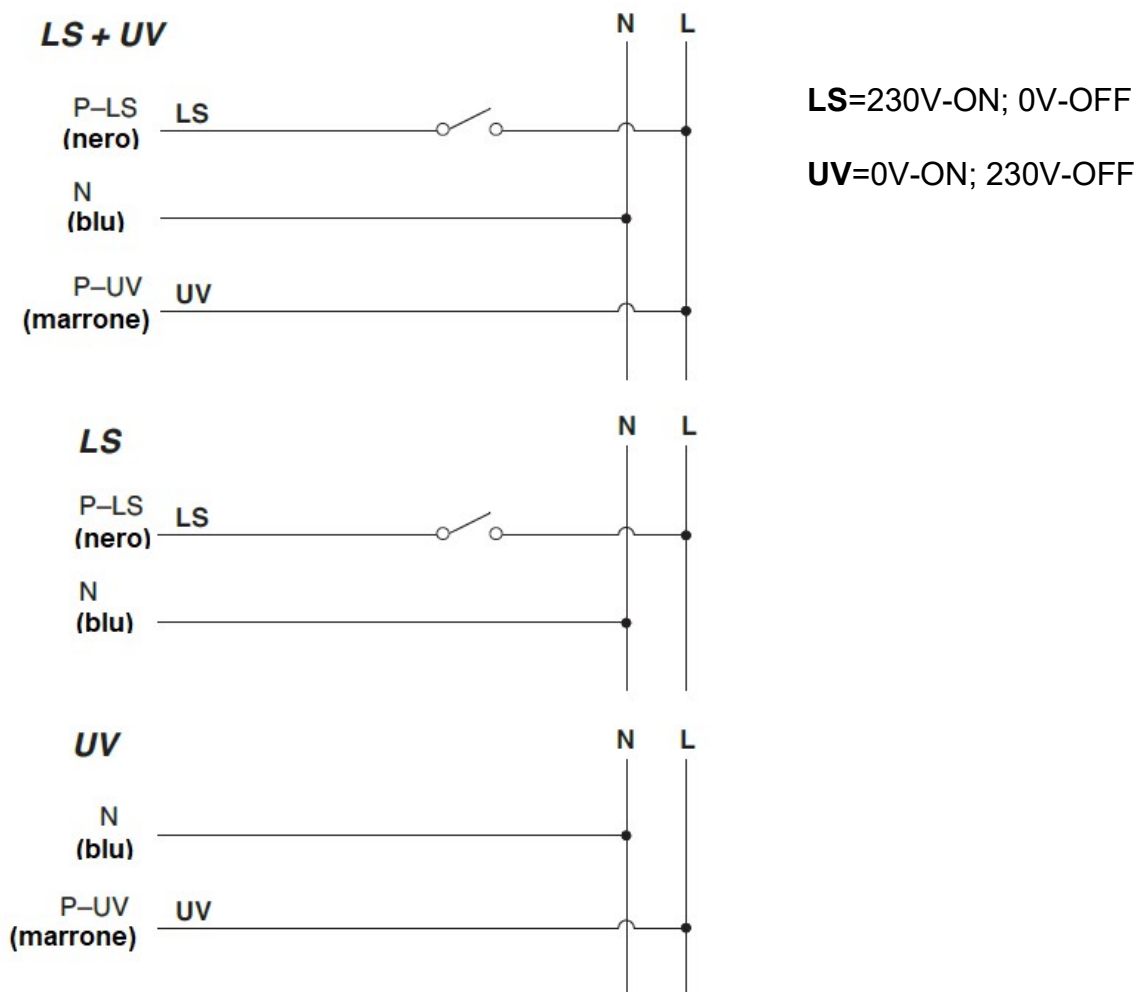 LS + UV
N L
P–LS LS
(nero)
N
(blu)
P–UV UV
(marrone)
LS=230V-ON; 0V-OFF
UV=0V-ON; 230V-OFF
LS
N L
P–LS LS
(nero)
N
(blu)
UV
N L
N
(blu)
P–UV UV
(marrone)